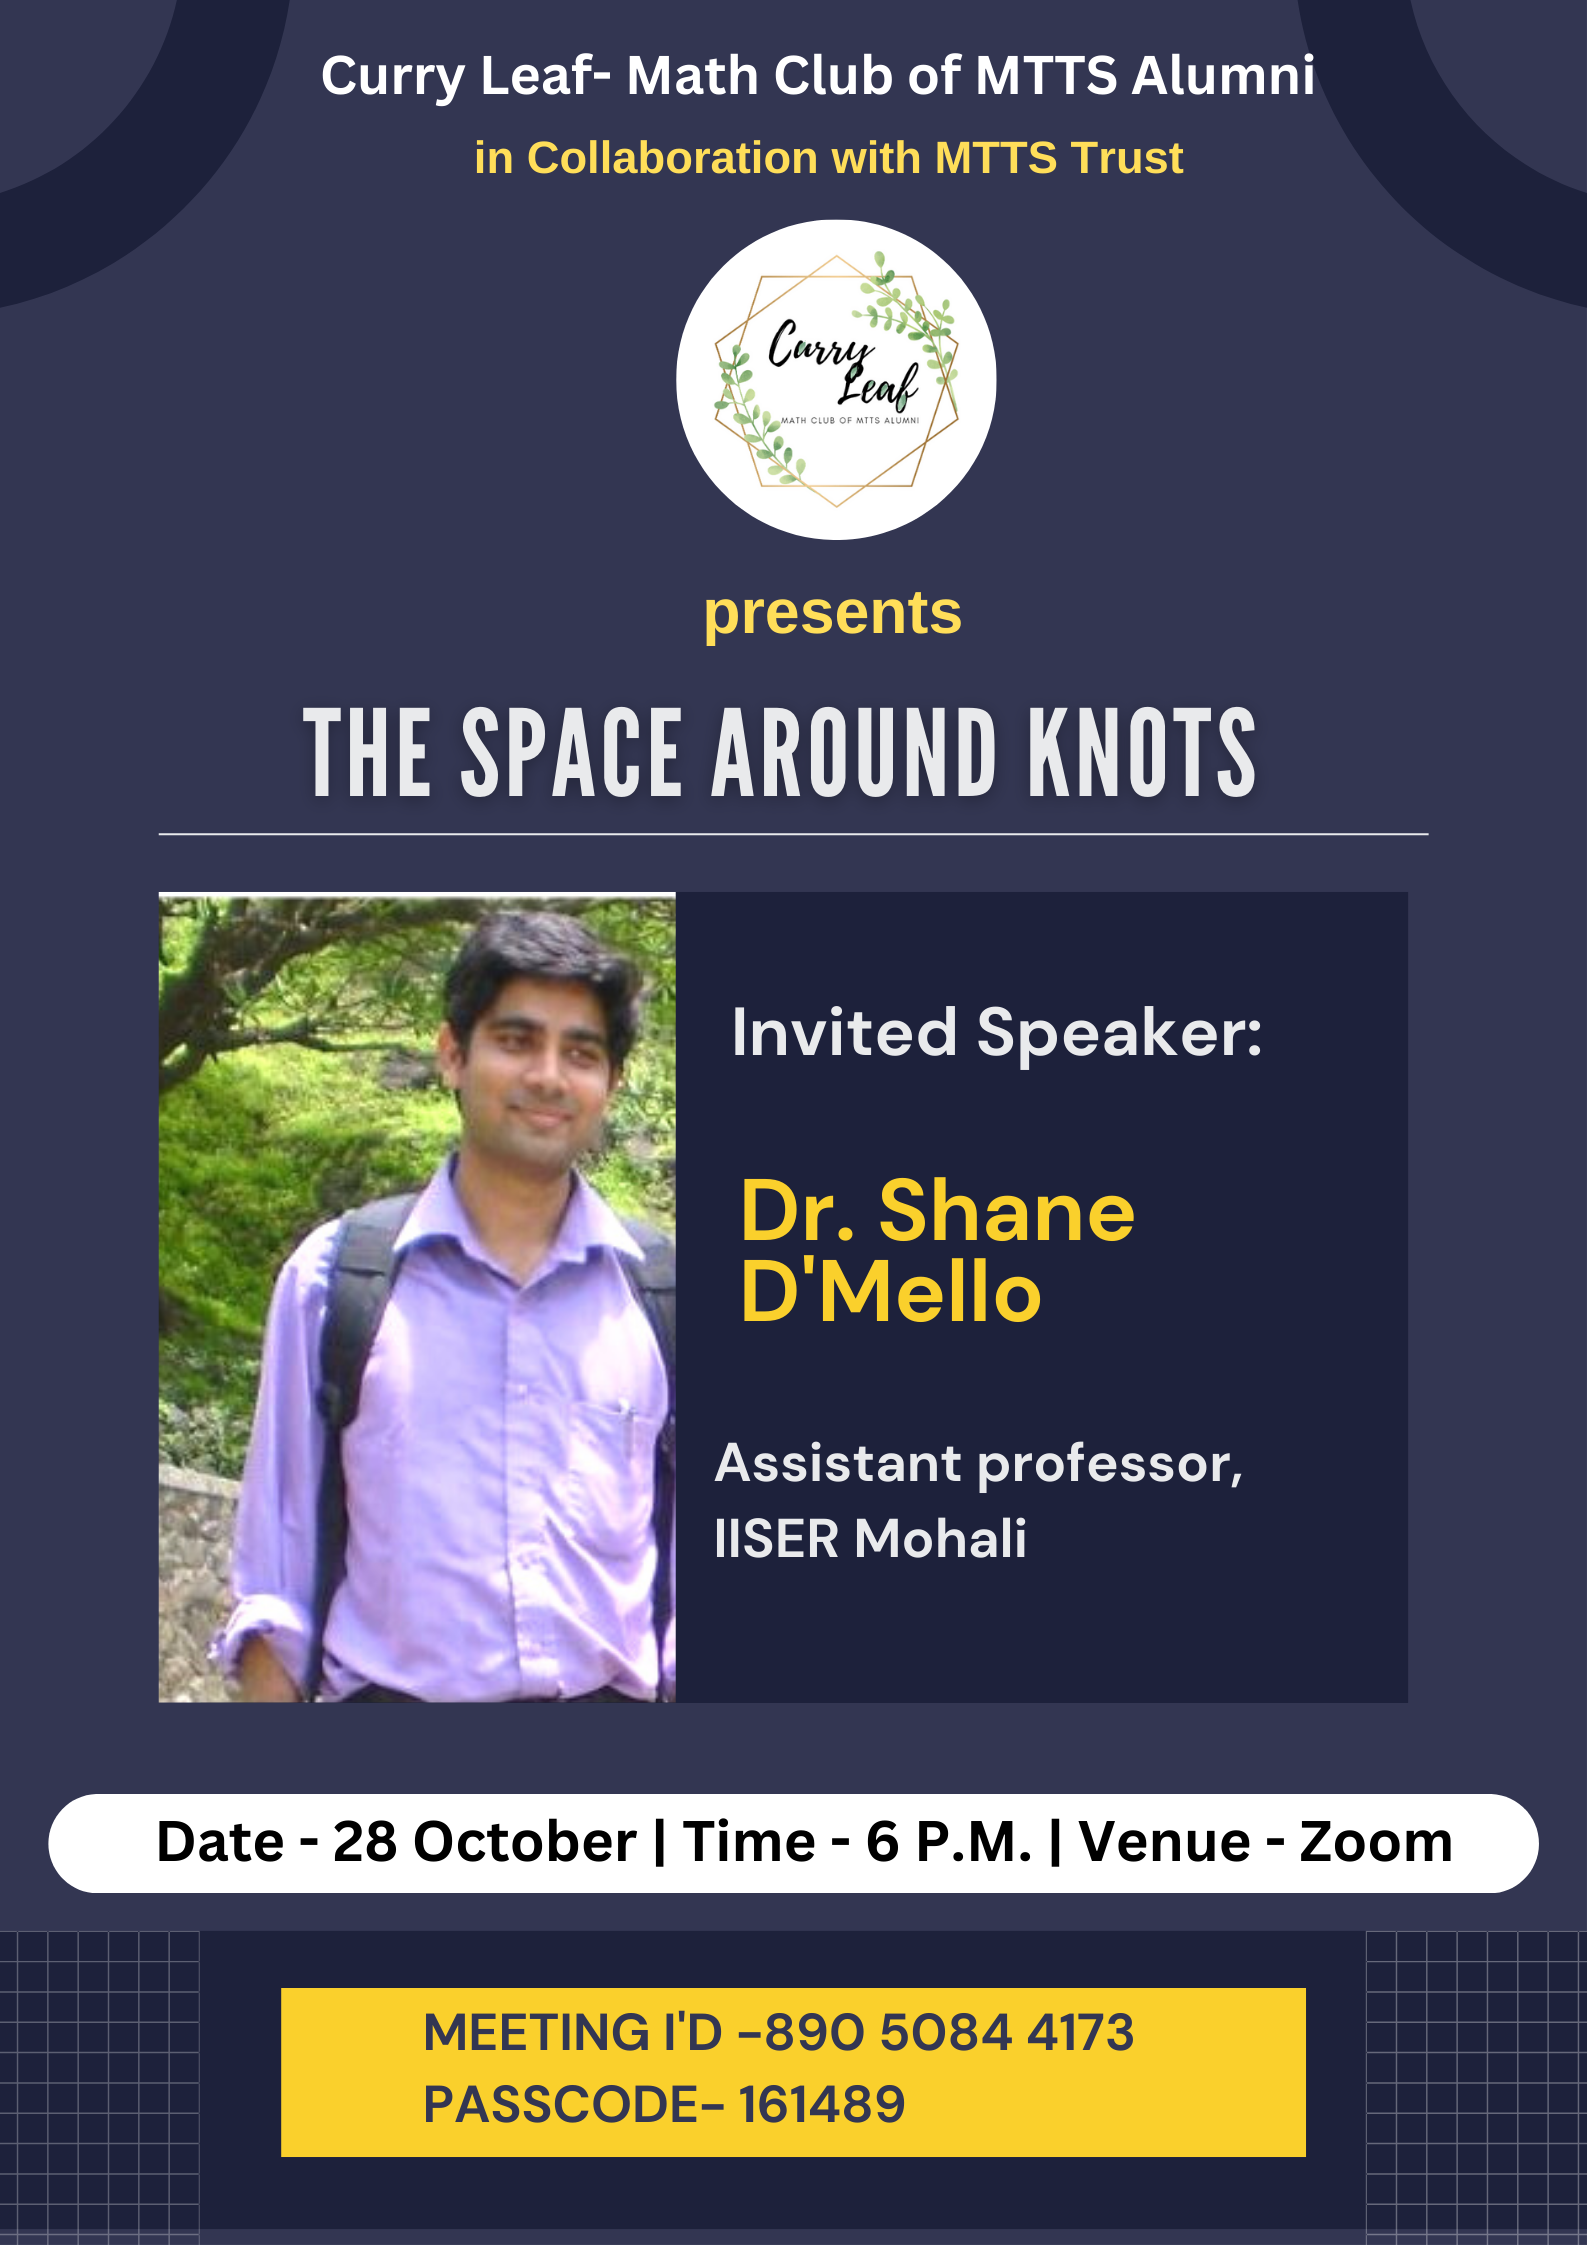 Curry Leaf- Math Club of MTTS Alumni
in Collaboration with MTTS Trust
Curry
Leaf
MATH CLUB OF MTTS ALUMNI
presents
THE SPACE AROUND KNOTS
Invited Speaker:
Dr. Shane
D'Mello
Assistant professor,
IISER Mohali
Date - 28 October | Time - 6 P.M. | Venue - Zoom
MEETING I'D -890 5084 4173
PASSCODE- 161489